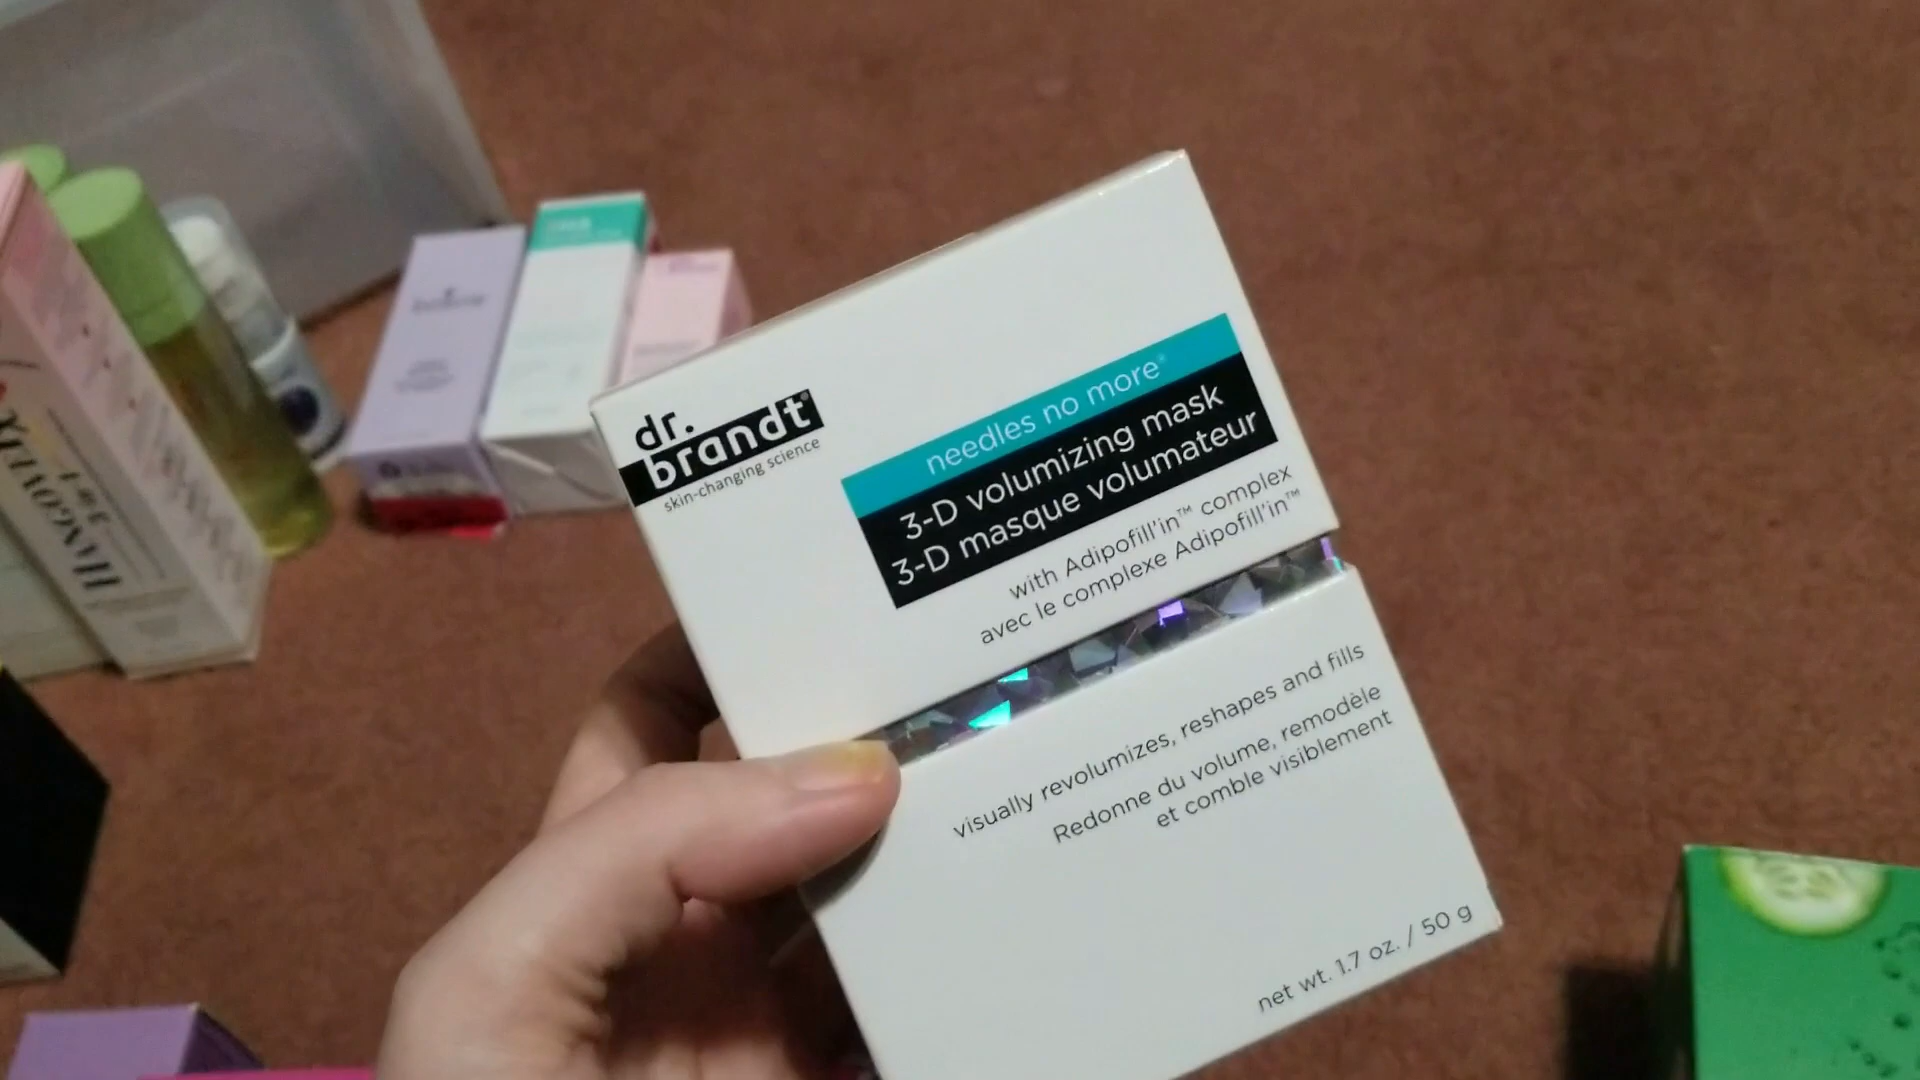 dr.
brandt®
skin-changing science
needles no more®
3-D volumizing mask
3-D masque volumateur
with Adipofill'in™ complex
avec le complexe Adipofill'in™
visually revolumizes, reshapes and fills
Redonne du volume, remodèle
et comble visiblement
net wt. 1.7 oz. / 50 g